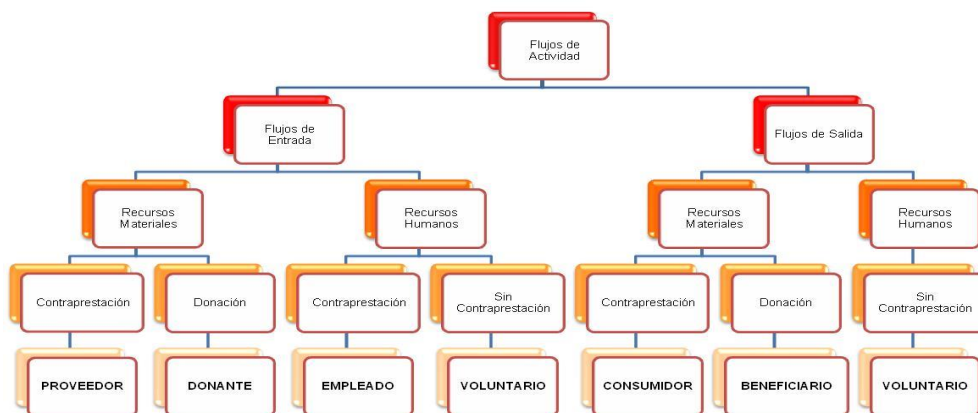 Flujos de
Actividad
Flujos de
Entrada
Flujos de Salida
Recursos
Materiales
Recursos
Humanos
Recursos
Materiales
Recursos
Humanos
Contraprestación
Donación
Contraprestación
Sin
Contraprestación
Contraprestación
Donación
Sin
Contraprestación
PROVEEDOR
DONANTE
EMPLEADO
VOLUNTARIO
CONSUMIDOR
BENEFICIARIO
VOLUNTARIO